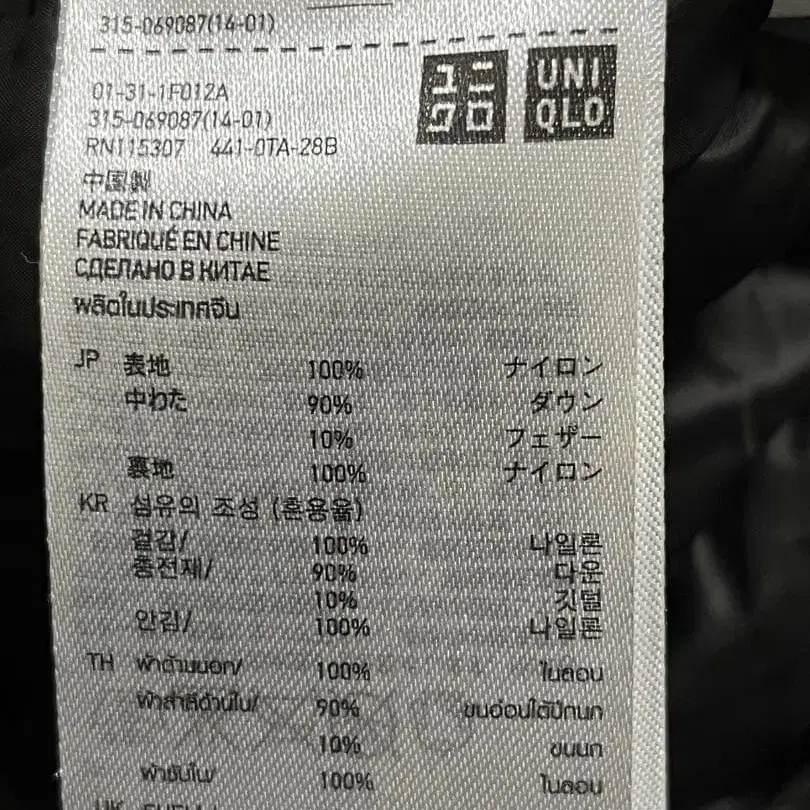 315-069087(14-01)
ユニクロ
UNIQLO
01-31-1F012A
315-069087(14-01)
RN115307 441-0TA-28B
中国製
MADE IN CHINA
FABRIQUÉ EN CHINE
СДЕЛАНО В КИТАЕ
ผลิตในประเทศจีน
JP 表地 100% ナイロン
中わた 90% ダウン
10% フェザー
裏地 100% ナイロン
KR 섬유의 조성 (혼용율)
겉감/ 100% 나일론
충전재/ 90% 다운
10% 깃털
안감/ 100% 나일론
TH ผ้าด้านนอก/ 100% ไนลอน
ผ้าสำลีด้านใน/ 90% ขนอ่อนใต้ปีกนก
10% ขนนก
ผ้าซับใน/ 100% ไนลอน
UK SHELL/